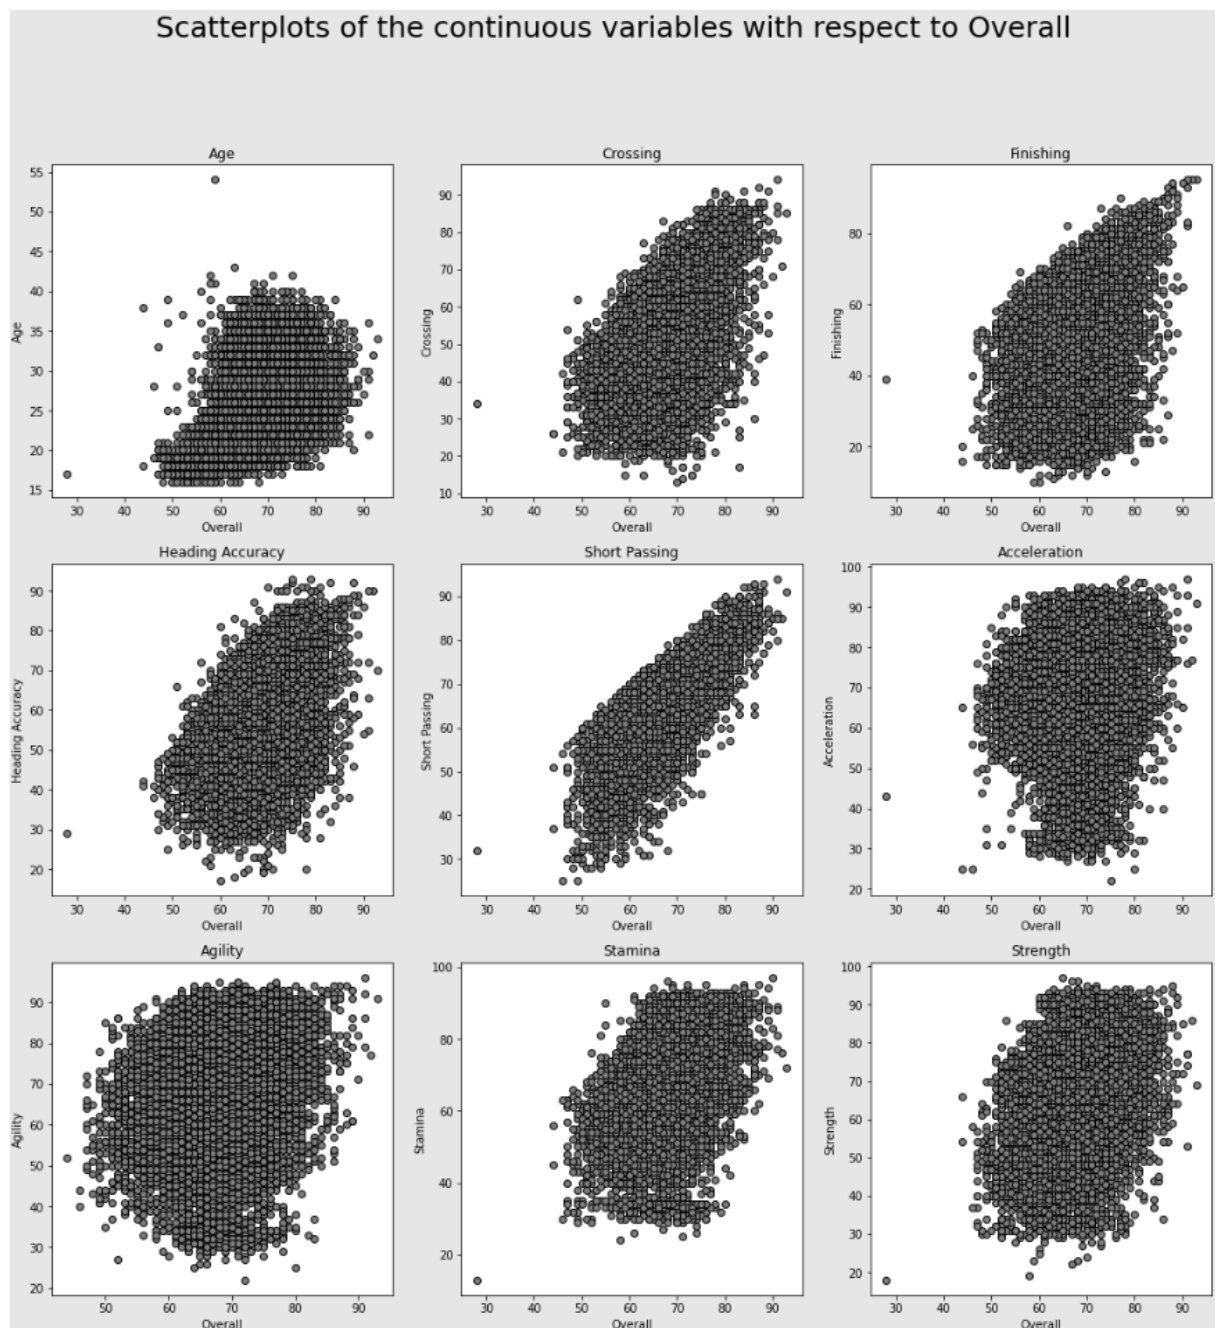 Scatterplots of the continuous variables with respect to Overall
Age Crossing Finishing
55
50
45
40
35
30
25
20
15
Age
30 40 50 60 70 80 90
Overall
90
80
70
60
50
40
30
20
10
Crossing
30 40 50 60 70 80 90
Overall
80
60
40
20
Finishing
30 40 50 60 70 80 90
Overall
Heading Accuracy Short Passing Acceleration
90
80
70
60
50
40
30
20
Heading Accuracy
30 40 50 60 70 80 90
Overall
90
80
70
60
50
40
30
Short Passing
30 40 50 60 70 80 90
Overall
100
90
80
70
60
50
40
30
20
Acceleration
30 40 50 60 70 80 90
Overall
Agility Stamina Strength
90
80
70
60
50
40
30
20
Agility
50 60 70 80 90
Overall
100
80
60
40
20
Stamina
30 40 50 60 70 80 90
Overall
100
90
80
70
60
50
40
30
20
Strength
30 40 50 60 70 80 90
Overall